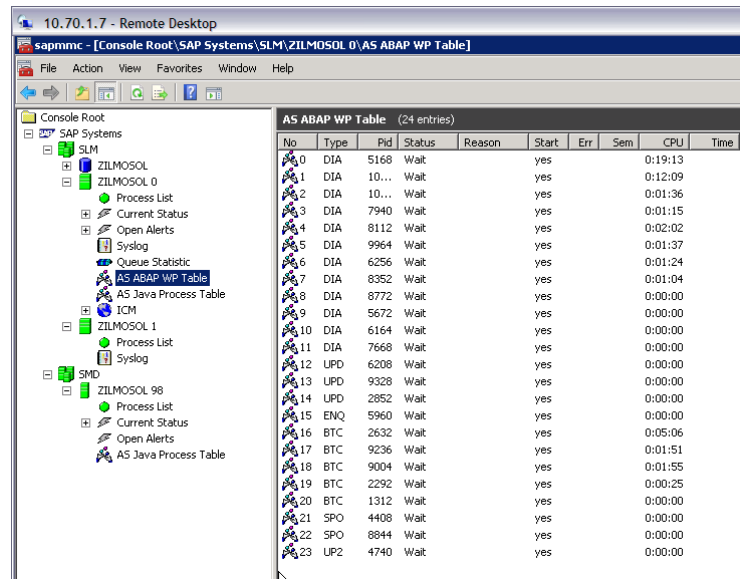 10.70.1.7 - Remote Desktop
sapmmc - [Console Root\SAP Systems\SLM\ZILMOSOL 0\AS ABAP WP Table]
File Action View Favorites Window Help
Console Root
SAP Systems
SLM
ZILMOSOL
ZILMOSOL 0
Process List
Current Status
Open Alerts
Syslog
Queue Statistic
AS ABAP WP Table
AS Java Process Table
ICM
ZILMOSOL 1
Process List
Syslog
SMD
ZILMOSOL 98
Process List
Current Status
Open Alerts
AS Java Process Table
AS ABAP WP Table (24 entries)
No Type Pid Status Reason Start Err Sem CPU Time
0 DIA 5168 Wait yes 0:19:13
1 DIA 10... Wait yes 0:12:09
2 DIA 10... Wait yes 0:01:36
3 DIA 7940 Wait yes 0:01:15
4 DIA 8112 Wait yes 0:02:02
5 DIA 9964 Wait yes 0:01:37
6 DIA 6256 Wait yes 0:01:24
7 DIA 8352 Wait yes 0:01:04
8 DIA 8772 Wait yes 0:00:00
9 DIA 5672 Wait yes 0:00:00
10 DIA 6164 Wait yes 0:00:00
11 DIA 7668 Wait yes 0:00:00
12 UPD 6208 Wait yes 0:00:00
13 UPD 9328 Wait yes 0:00:00
14 UPD 2852 Wait yes 0:00:00
15 ENQ 5960 Wait yes 0:00:00
16 BTC 2632 Wait yes 0:05:06
17 BTC 9236 Wait yes 0:01:51
18 BTC 9004 Wait yes 0:01:55
19 BTC 2292 Wait yes 0:00:25
20 BTC 1312 Wait yes 0:00:00
21 SPO 4408 Wait yes 0:00:00
22 SPO 8844 Wait yes 0:00:00
23 UP2 4740 Wait yes 0:00:00